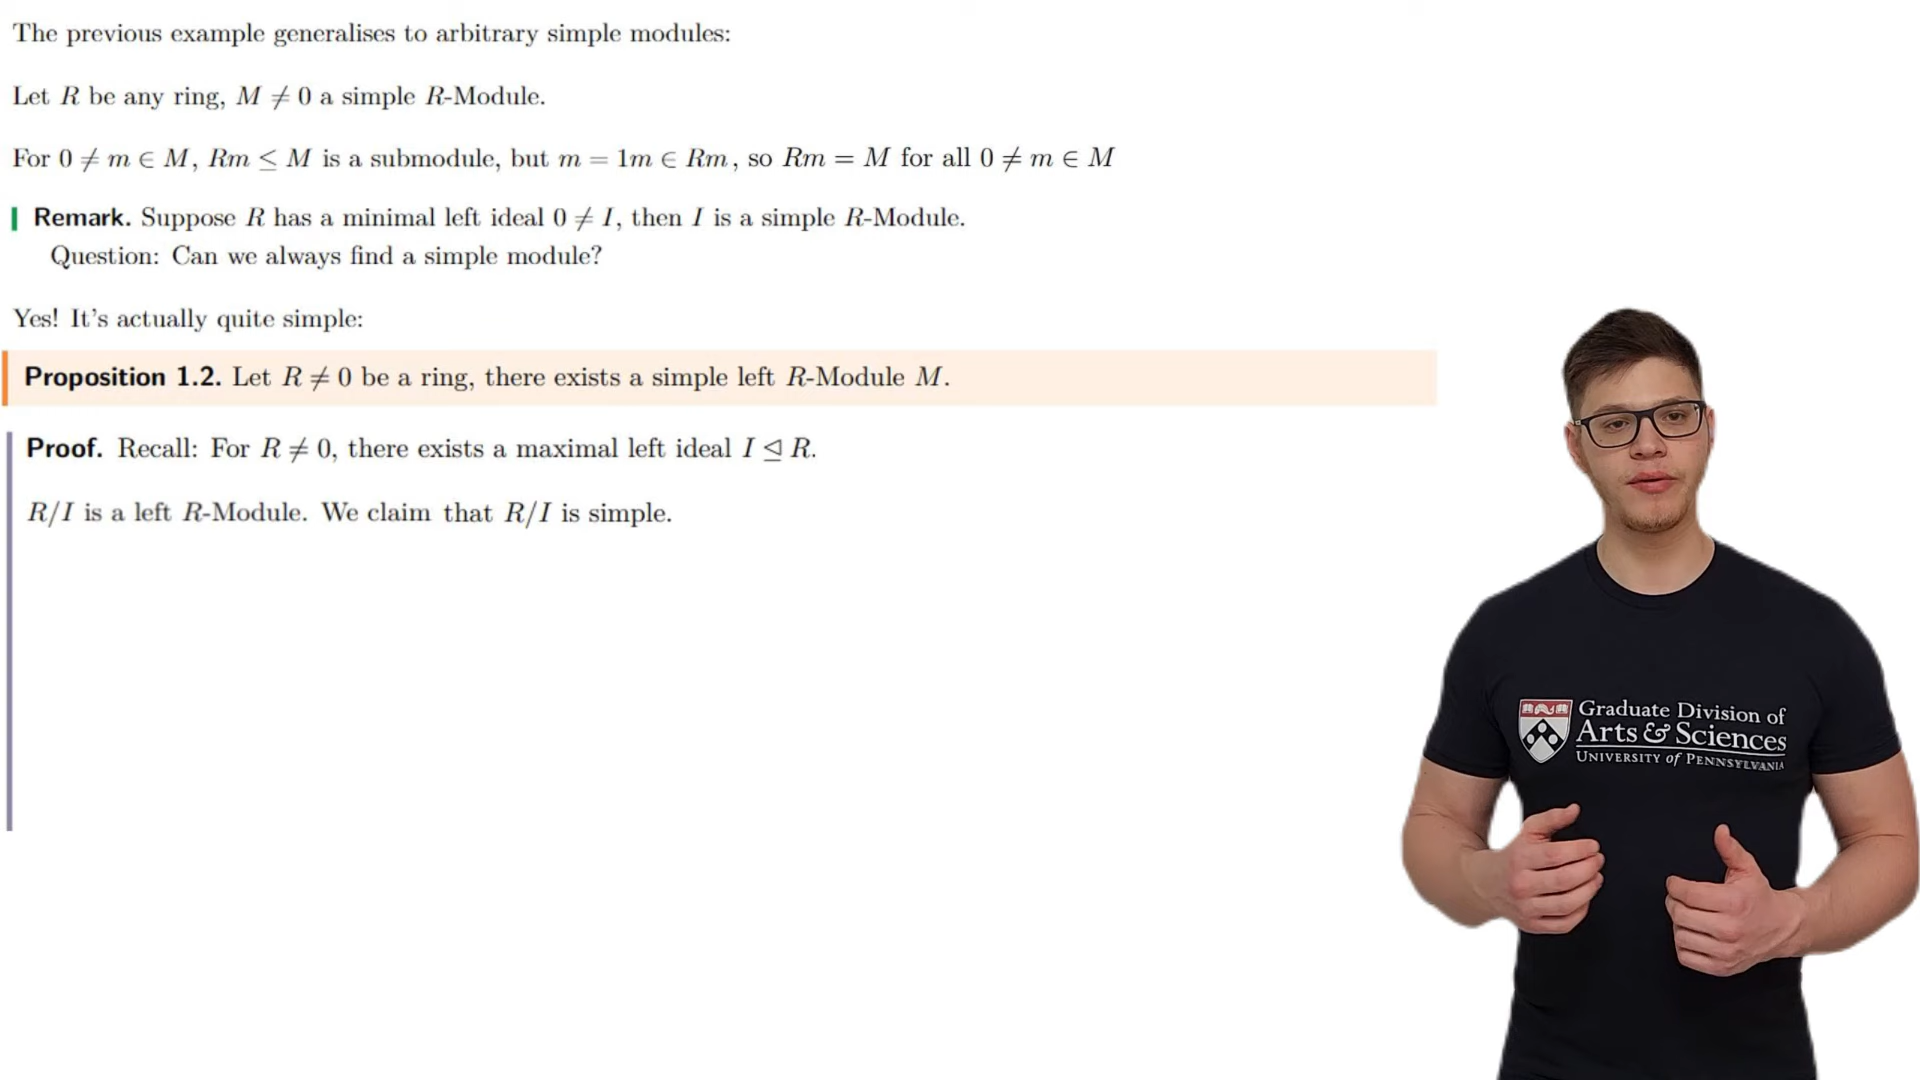 The previous example generalises to arbitrary simple modules:
Let R be any ring, M ≠ 0 a simple R-Module.
For 0 ≠ m ∈ M, Rm ≤ M is a submodule, but m = 1m ∈ Rm, so Rm = M for all 0 ≠ m ∈ M
Remark. Suppose R has a minimal left ideal 0 ≠ I, then I is a simple R-Module.
Question: Can we always find a simple module?
Yes! It's actually quite simple:
Proposition 1.2. Let R ≠ 0 be a ring, there exists a simple left R-Module M.
Proof. Recall: For R ≠ 0, there exists a maximal left ideal I ⊴ R.
R/I is a left R-Module. We claim that R/I is simple.
Graduate Division of
Arts & Sciences
UNIVERSITY of PENNSYLVANIA